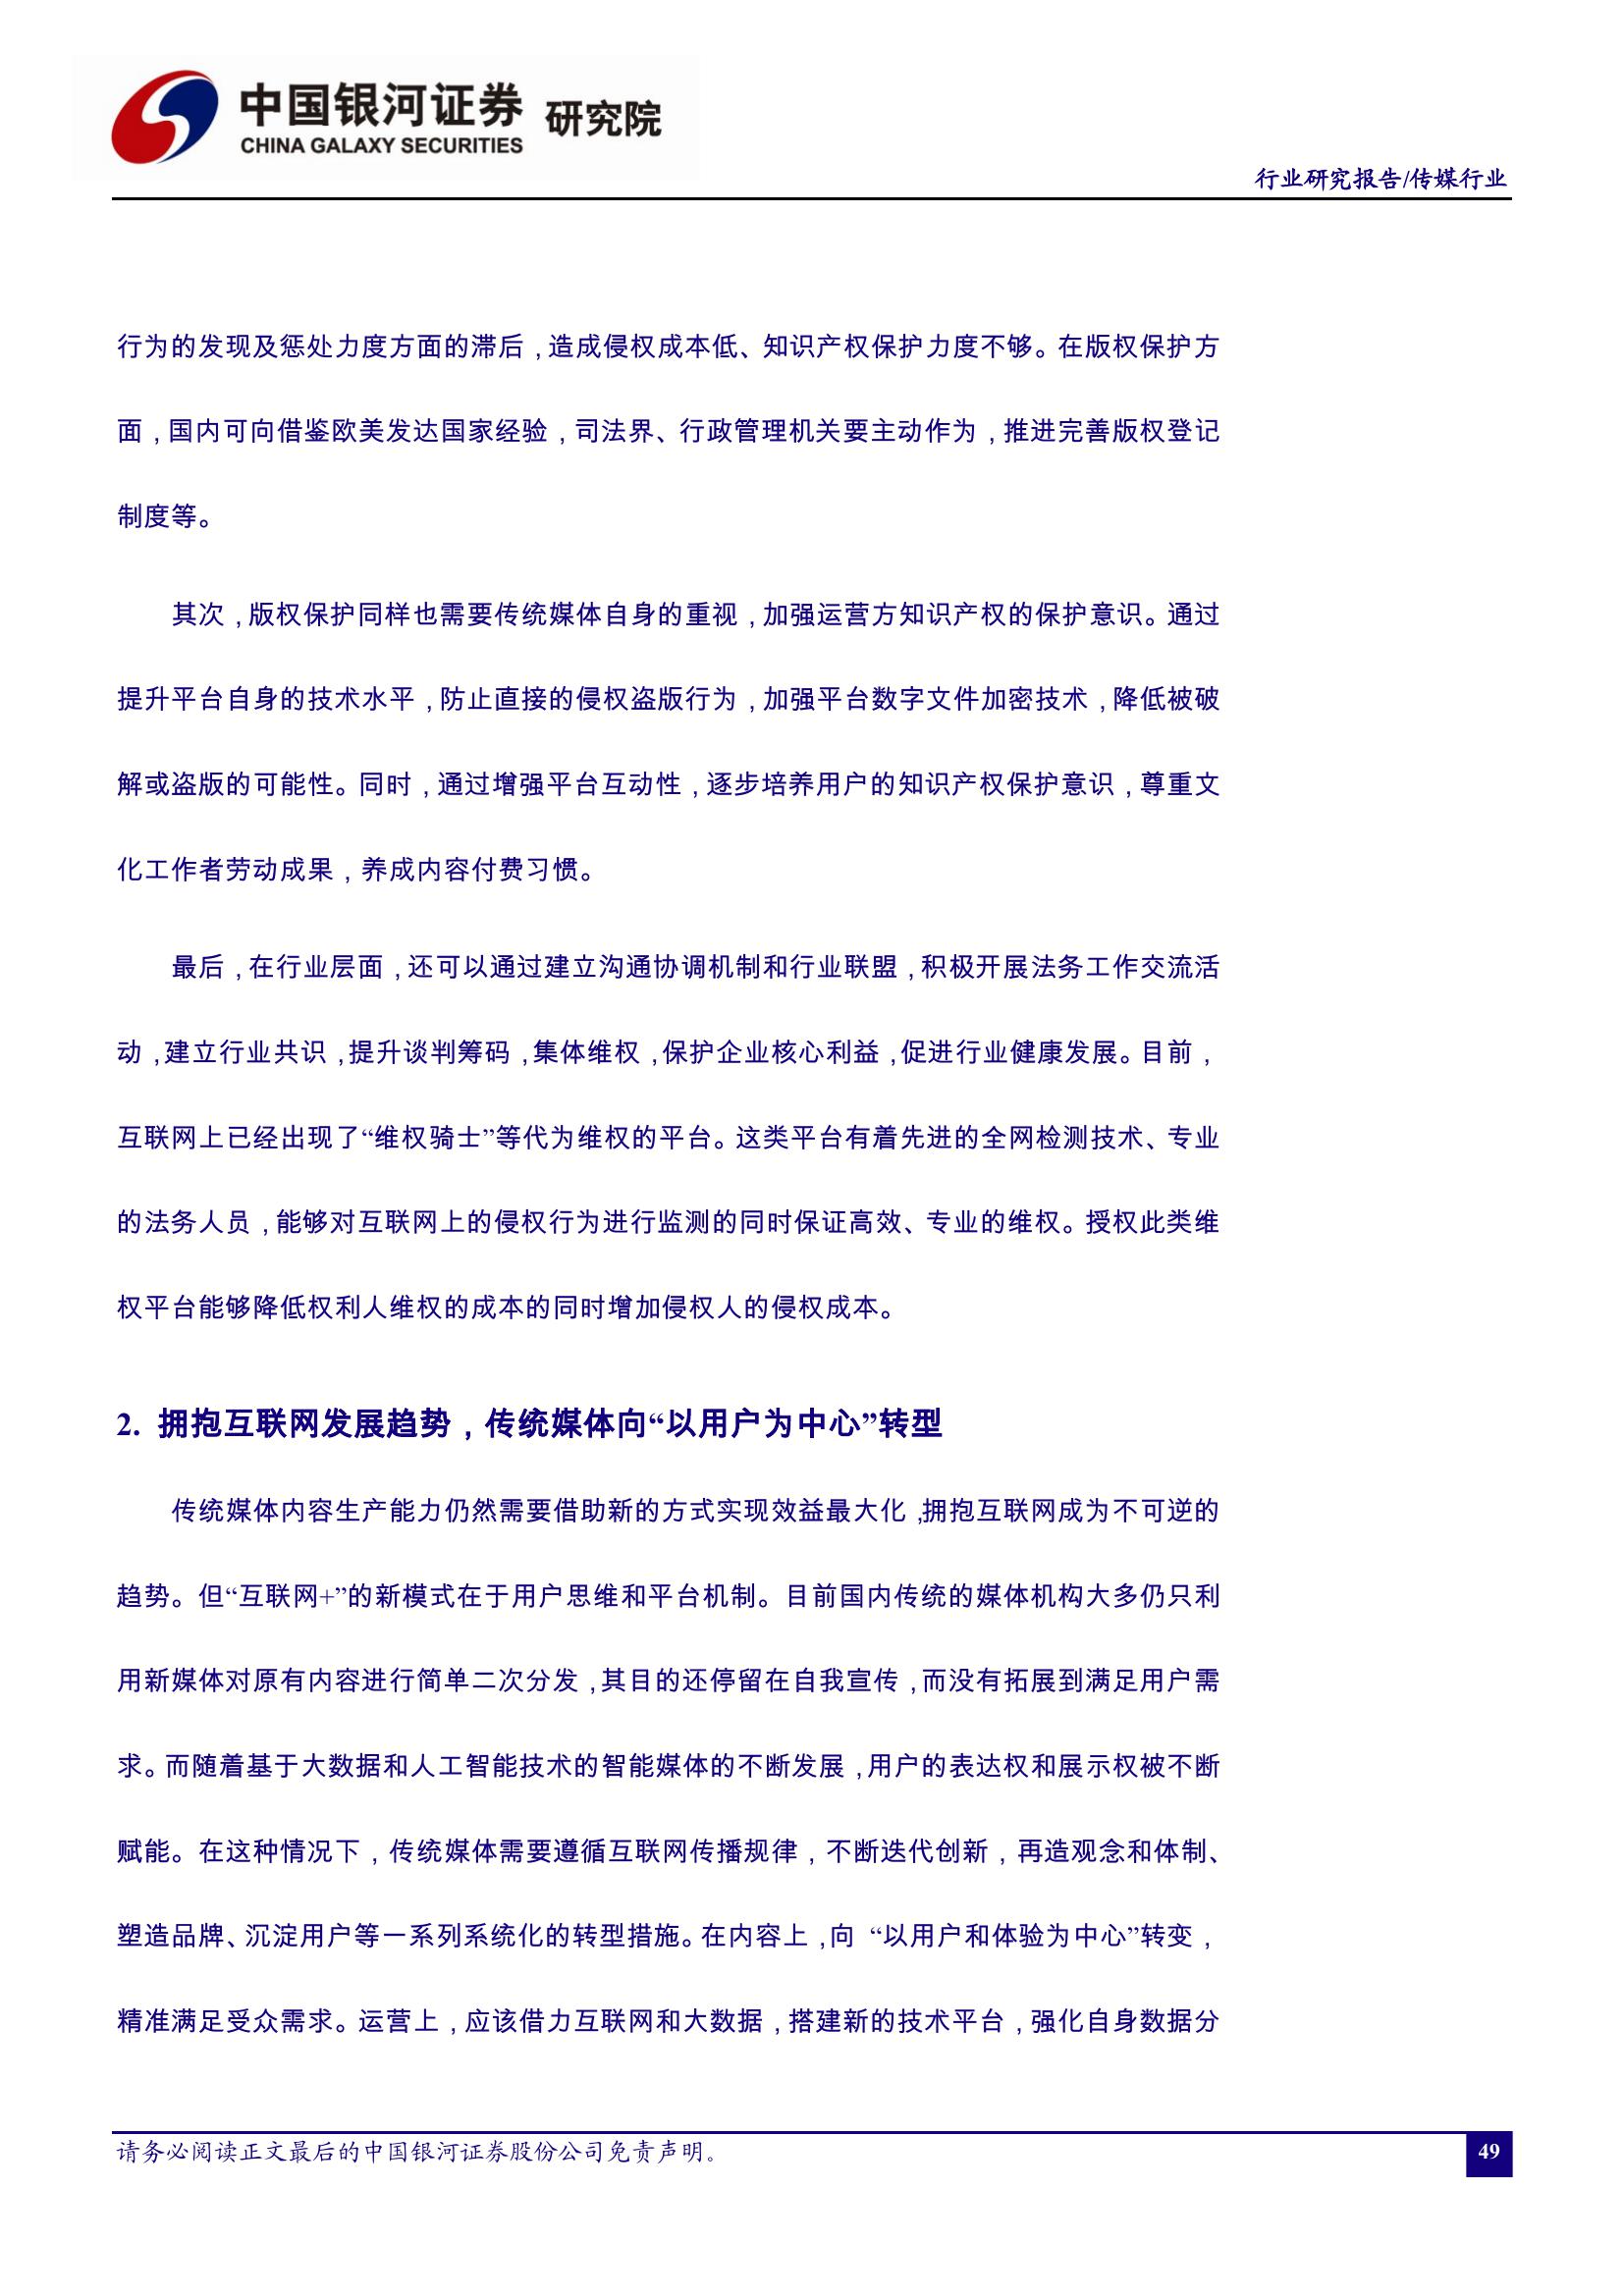 中国银河证券 研究院
CHINA GALAXY SECURITIES
行业研究报告/传媒行业
行为的发现及惩处力度方面的滞后，造成侵权成本低、知识产权保护力度不够。在版权保护方
面，国内可向借鉴欧美发达国家经验，司法界、行政管理机关要主动作为，推进完善版权登记
制度等。
其次，版权保护同样也需要传统媒体自身的重视，加强运营方知识产权的保护意识。通过
提升平台自身的技术水平，防止直接的侵权盗版行为，加强平台数字文件加密技术，降低被破
解或盗版的可能性。同时，通过增强平台互动性，逐步培养用户的知识产权保护意识，尊重文
化工作者劳动成果，养成内容付费习惯。
最后，在行业层面，还可以通过建立沟通协调机制和行业联盟，积极开展法务工作交流活
动，建立行业共识，提升谈判筹码，集体维权，保护企业核心利益，促进行业健康发展。目前，
互联网上已经出现了“维权骑士”等代为维权的平台。这类平台有着先进的全网检测技术、专业
的法务人员，能够对互联网上的侵权行为进行监测的同时保证高效、专业的维权。授权此类维
权平台能够降低权利人维权的成本的同时增加侵权人的侵权成本。
2. 拥抱互联网发展趋势，传统媒体向“以用户为中心”转型
传统媒体内容生产能力仍然需要借助新的方式实现效益最大化，拥抱互联网成为不可逆的
趋势。但“互联网+”的新模式在于用户思维和平台机制。目前国内传统的媒体机构大多仍只利
用新媒体对原有内容进行简单二次分发，其目的还停留在自我宣传，而没有拓展到满足用户需
求。而随着基于大数据和人工智能技术的智能媒体的不断发展，用户的表达权和展示权被不断
赋能。在这种情况下，传统媒体需要遵循互联网传播规律，不断迭代创新，再造观念和体制、
塑造品牌、沉淀用户等一系列系统化的转型措施。在内容上，向 “以用户和体验为中心”转变，
精准满足受众需求。运营上，应该借力互联网和大数据，搭建新的技术平台，强化自身数据分
请务必阅读正文最后的中国银河证券股份公司免责声明。
49